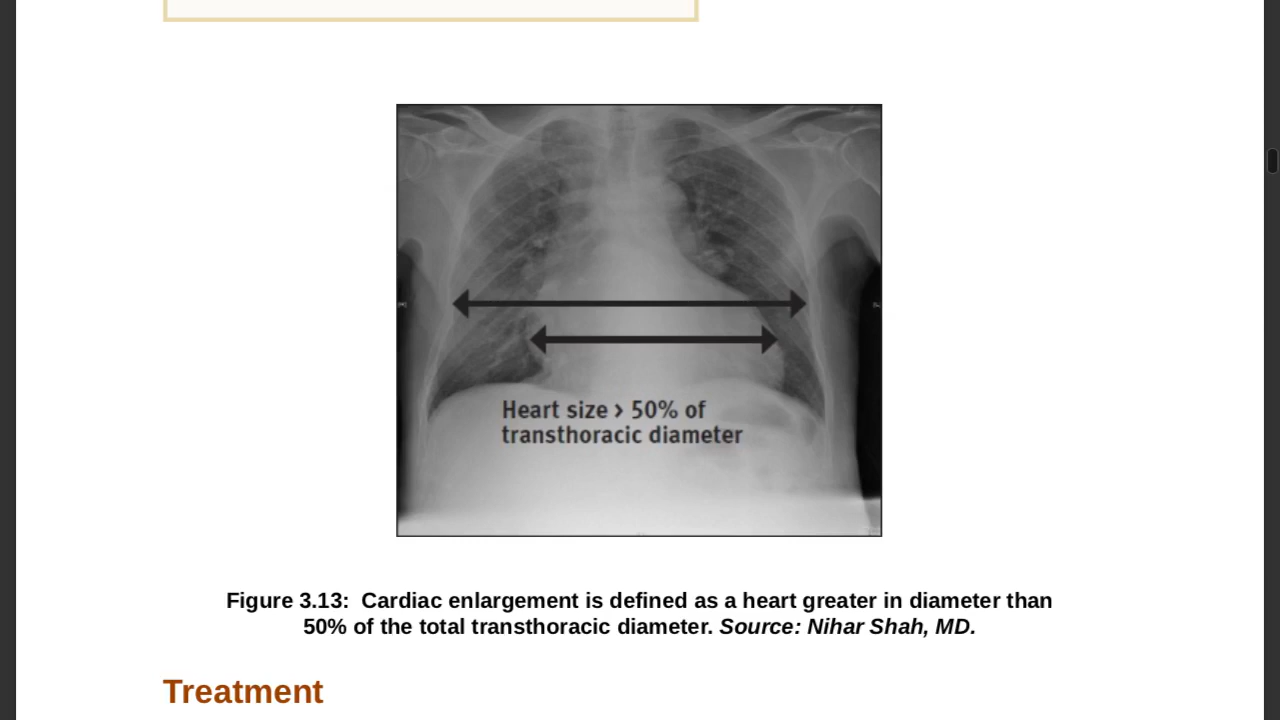 Heart size > 50% of
transthoracic diameter
Figure 3.13:  Cardiac enlargement is defined as a heart greater in diameter than
50% of the total transthoracic diameter. Source: Nihar Shah, MD.
Treatment